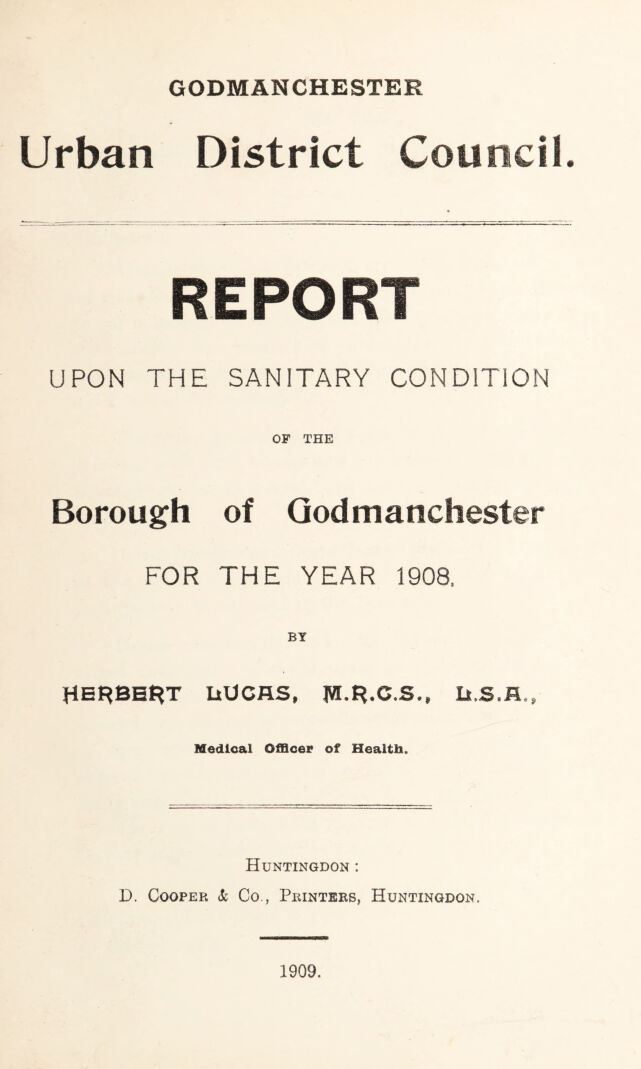 GODMANCHESTER
Urban District Council.
REPORT
UPON THE SANITARY CONDITION
OF THE
Borough of Godmanchester
FOR THE YEAR 1908,
BY
HERBERT LUCAS, M.R.C.S., L.S.A.,
Medical Officer of Health.
HUNTINGDON :
D. COOPER & CO., PRINTERS, HUNTINGDON.
1909.